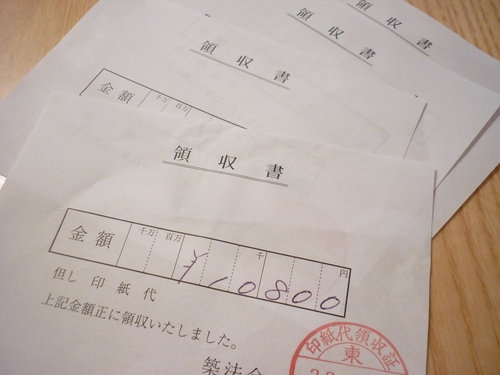 領収書
領収書
領収書
金額 千万 百万
領収書
金額 千万 百万 千 円
¥10800
但し 印紙代
上記金額正に領収いたしました。
印紙代領収証
東